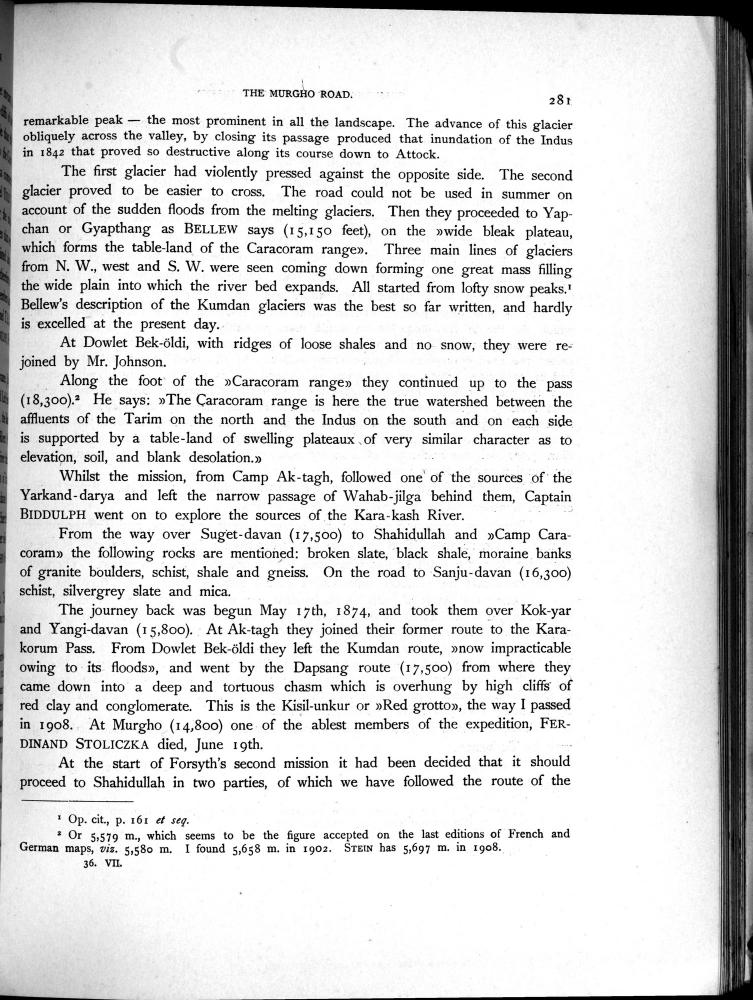 THE MURGHO ROAD.
281
remarkable peak — the most prominent in all the landscape. The advance of this glacier
obliquely across the valley, by closing its passage produced that inundation of the Indus
in 1842 that proved so destructive along its course down to Attock.
The first glacier had violently pressed against the opposite side. The second
glacier proved to be easier to cross. The road could not be used in summer on
account of the sudden floods from the melting glaciers. Then they proceeded to Yap-
chan or Gyapthang as BELLEW says (15,150 feet), on the »wide bleak plateau,
which forms the table-land of the Caracoram range». Three main lines of glaciers
from N. W., west and S. W. were seen coming down forming one great mass filling
the wide plain into which the river bed expands. All started from lofty snow peaks.¹
Bellew's description of the Kumdan glaciers was the best so far written, and hardly
is excelled at the present day.
At Dowlet Bek-öldi, with ridges of loose shales and no snow, they were re-
joined by Mr. Johnson.
Along the foot of the »Caracoram range» they continued up to the pass
(18,300).² He says: »The Caracoram range is here the true watershed between the
affluents of the Tarim on the north and the Indus on the south and on each side
is supported by a table-land of swelling plateaux of very similar character as to
elevation, soil, and blank desolation.»
Whilst the mission, from Camp Ak-tagh, followed one of the sources of the
Yarkand-darya and left the narrow passage of Wahab-jilga behind them, Captain
BIDDULPH went on to explore the sources of the Kara-kash River.
From the way over Suget-davan (17,500) to Shahidullah and »Camp Cara-
coram» the following rocks are mentioned: broken slate, black shale, moraine banks
of granite boulders, schist, shale and gneiss. On the road to Sanju-davan (16,300)
schist, silvergrey slate and mica.
The journey back was begun May 17th, 1874, and took them over Kok-yar
and Yangi-davan (15,800). At Ak-tagh they joined their former route to the Kara-
korum Pass. From Dowlet Bek-öldi they left the Kumdan route, »now impracticable
owing to its floods», and went by the Dapsang route (17,500) from where they
came down into a deep and tortuous chasm which is overhung by high cliffs of
red clay and conglomerate. This is the Kisil-unkur or »Red grotto», the way I passed
in 1908. At Murgho (14,800) one of the ablest members of the expedition, FER-
DINAND STOLICZKA died, June 19th.
At the start of Forsyth's second mission it had been decided that it should
proceed to Shahidullah in two parties, of which we have followed the route of the
¹ Op. cit., p. 161 et seq.
² Or 5,579 m., which seems to be the figure accepted on the last editions of French and
German maps, viz. 5,580 m. I found 5,658 m. in 1902. STEIN has 5,697 m. in 1908.
36. VII.